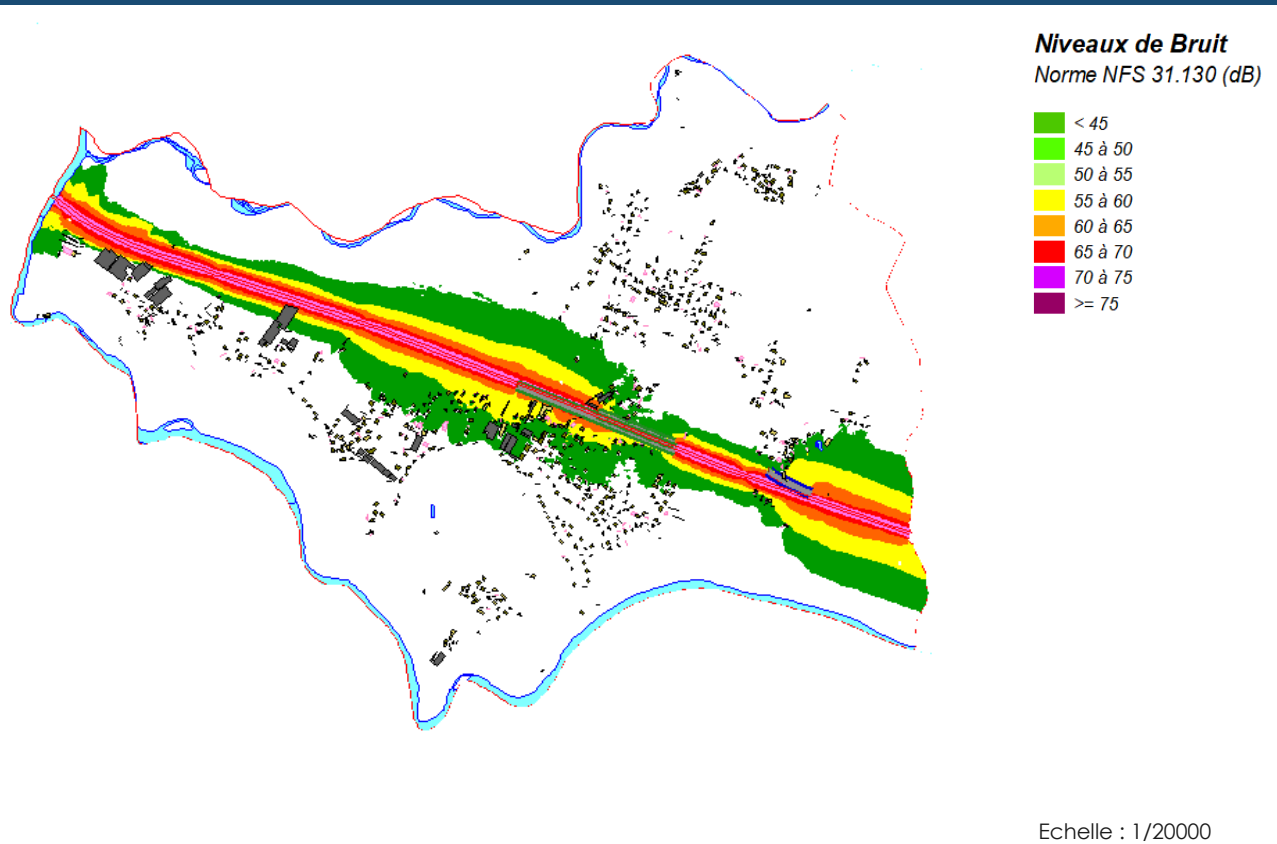 Niveaux de Bruit
Norme NFS 31.130 (dB)
< 45
45 à 50
50 à 55
55 à 60
60 à 65
65 à 70
70 à 75
>= 75
Echelle : 1/20000